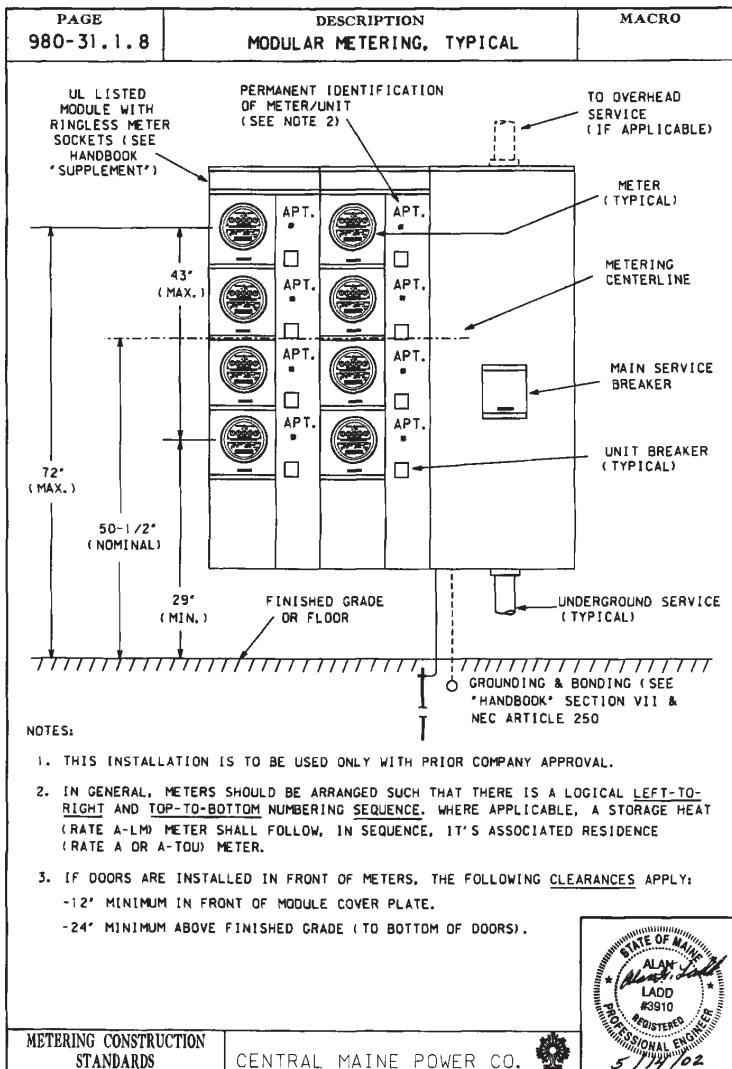 PAGE
980-31.1.8
DESCRIPTION
MODULAR METERING, TYPICAL
MACRO
UL LISTED
MODULE WITH
RINGLESS METER
SOCKETS (SEE
HANDBOOK
"SUPPLEMENT")
PERMANENT IDENTIFICATION
OF METER/UNIT
(SEE NOTE 2)
TO OVERHEAD
SERVICE
(IF APPLICABLE)
METER
(TYPICAL)
APT.
#
APT.
#
43"
(MAX.)
APT.
#
APT.
#
METERING
CENTERLINE
APT.
#
APT.
#
MAIN SERVICE
BREAKER
APT.
#
APT.
#
UNIT BREAKER
(TYPICAL)
72"
(MAX.)
50-1/2"
(NOMINAL)
29"
(MIN.)
FINISHED GRADE
OR FLOOR
UNDERGROUND SERVICE
(TYPICAL)
GROUNDING & BONDING (SEE
"HANDBOOK" SECTION VII &
NEC ARTICLE 250
NOTES:
1. THIS INSTALLATION IS TO BE USED ONLY WITH PRIOR COMPANY APPROVAL.
2. IN GENERAL, METERS SHOULD BE ARRANGED SUCH THAT THERE IS A LOGICAL LEFT-TO-
RIGHT AND TOP-TO-BOTTOM NUMBERING SEQUENCE. WHERE APPLICABLE, A STORAGE HEAT
(RATE A-LM) METER SHALL FOLLOW, IN SEQUENCE, IT'S ASSOCIATED RESIDENCE
(RATE A OR A-TOU) METER.
3. IF DOORS ARE INSTALLED IN FRONT OF METERS, THE FOLLOWING CLEARANCES APPLY:
-12" MINIMUM IN FRONT OF MODULE COVER PLATE.
-24" MINIMUM ABOVE FINISHED GRADE (TO BOTTOM OF DOORS).
STATE OF MAINE
ALAN
LADD
#3910
REGISTERED
PROFESSIONAL ENGINEER
5/14/02
METERING CONSTRUCTION
STANDARDS
CENTRAL MAINE POWER CO.